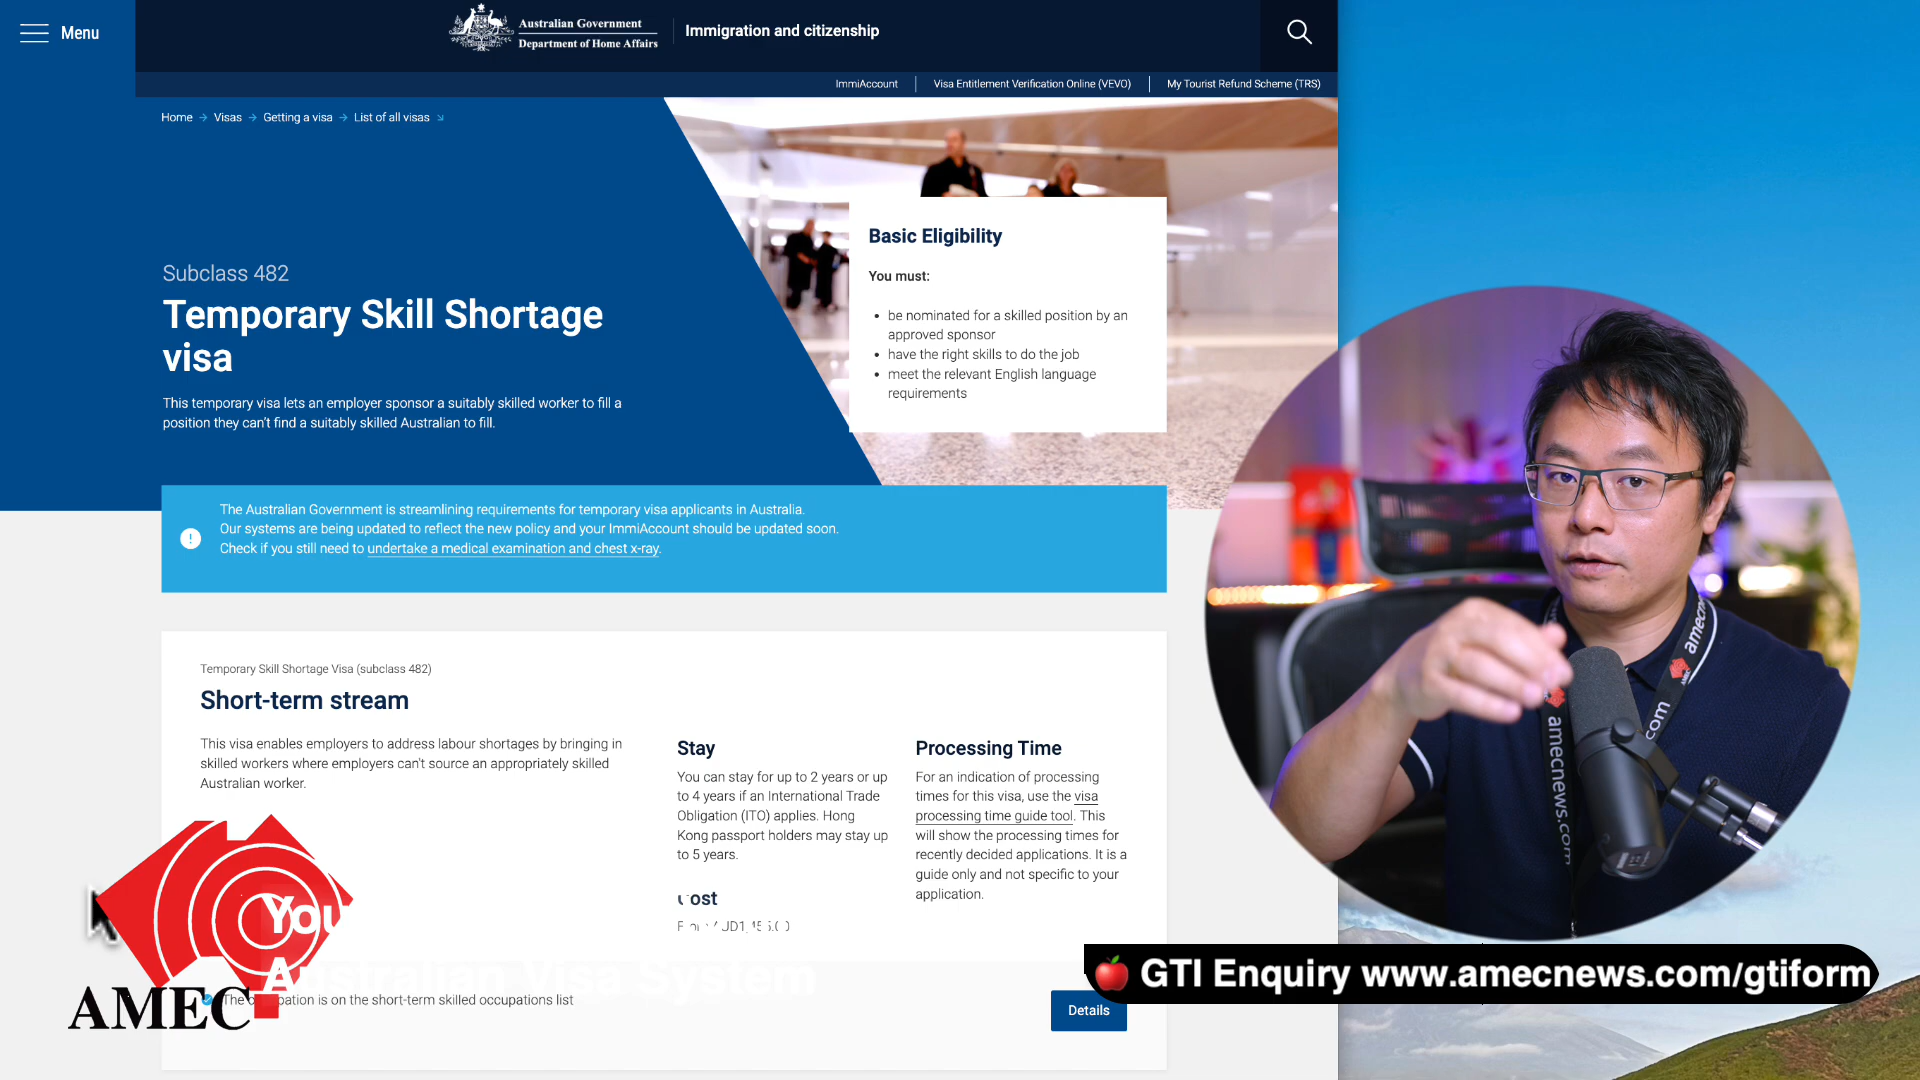 Menu
Australian Government
Department of Home Affairs
Immigration and citizenship
ImmiAccount
Visa Entitlement Verification Online (VEVO)
My Tourist Refund Scheme (TRS)
Home
Visas
Getting a visa
List of all visas
Subclass 482
Temporary Skill Shortage
visa
This temporary visa lets an employer sponsor a suitably skilled worker to fill a
position they can't find a suitably skilled Australian to fill.
Basic Eligibility
You must:
• be nominated for a skilled position by an
approved sponsor
• have the right skills to do the job
• meet the relevant English language
requirements
The Australian Government is streamlining requirements for temporary visa applicants in Australia.
Our systems are being updated to reflect the new policy and your ImmiAccount should be updated soon.
Check if you still need to undertake a medical examination and chest x-ray.
Temporary Skill Shortage Visa (subclass 482)
Short-term stream
This visa enables employers to address labour shortages by bringing in
skilled workers where employers can't source an appropriately skilled
Australian worker.
Stay
You can stay for up to 2 years or up
to 4 years if an International Trade
Obligation (ITO) applies. Hong
Kong passport holders may stay up
to 5 years.
Processing Time
For an indication of processing
times for this visa, use the visa
processing time guide tool. This
will show the processing times for
recently decided applications. It is a
guide only and not specific to your
application.
You
Australian Visa System
is on the short-term skilled occupations list
AMEC
Details
GTI Enquiry www.amecnews.com/gtiform
amecnews.com